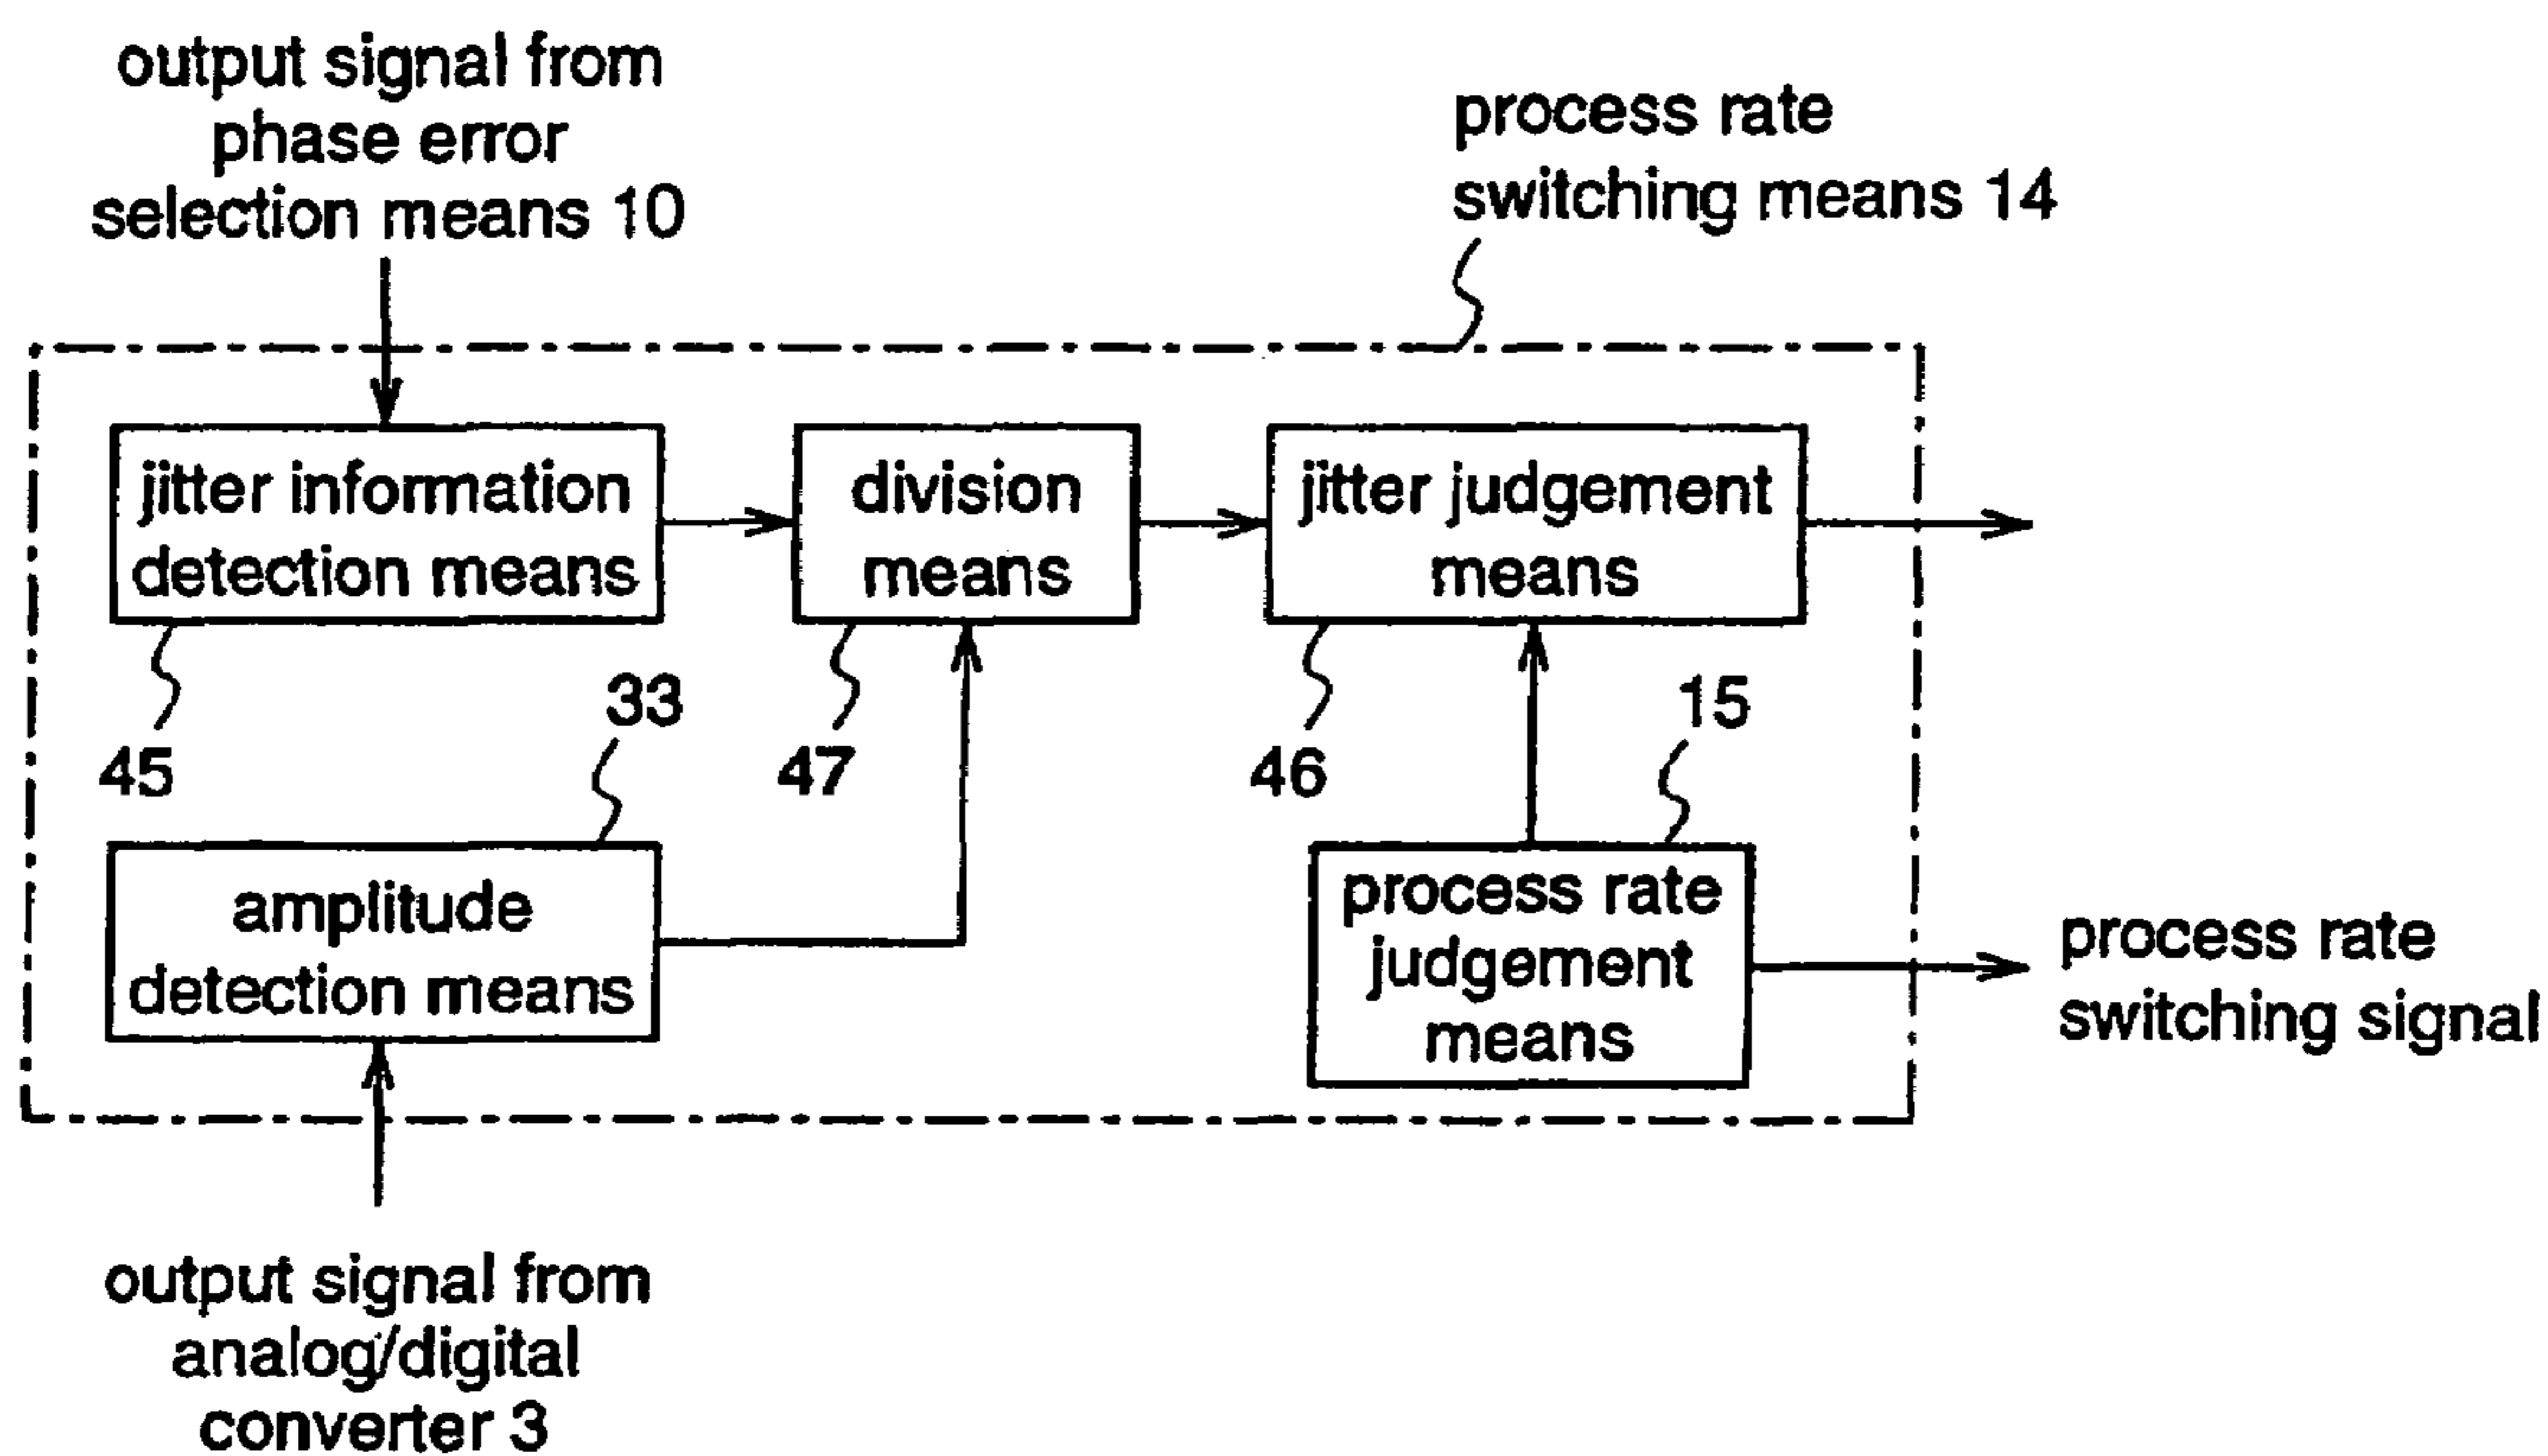 output signal from
phase error
selection means 10
process rate
switching means 14
jitter information
detection means
division
means
jitter judgement
means
45
33
47
46
15
amplitude
detection means
process rate
judgement
means
process rate
switching signal
output signal from
analog/digital
converter 3